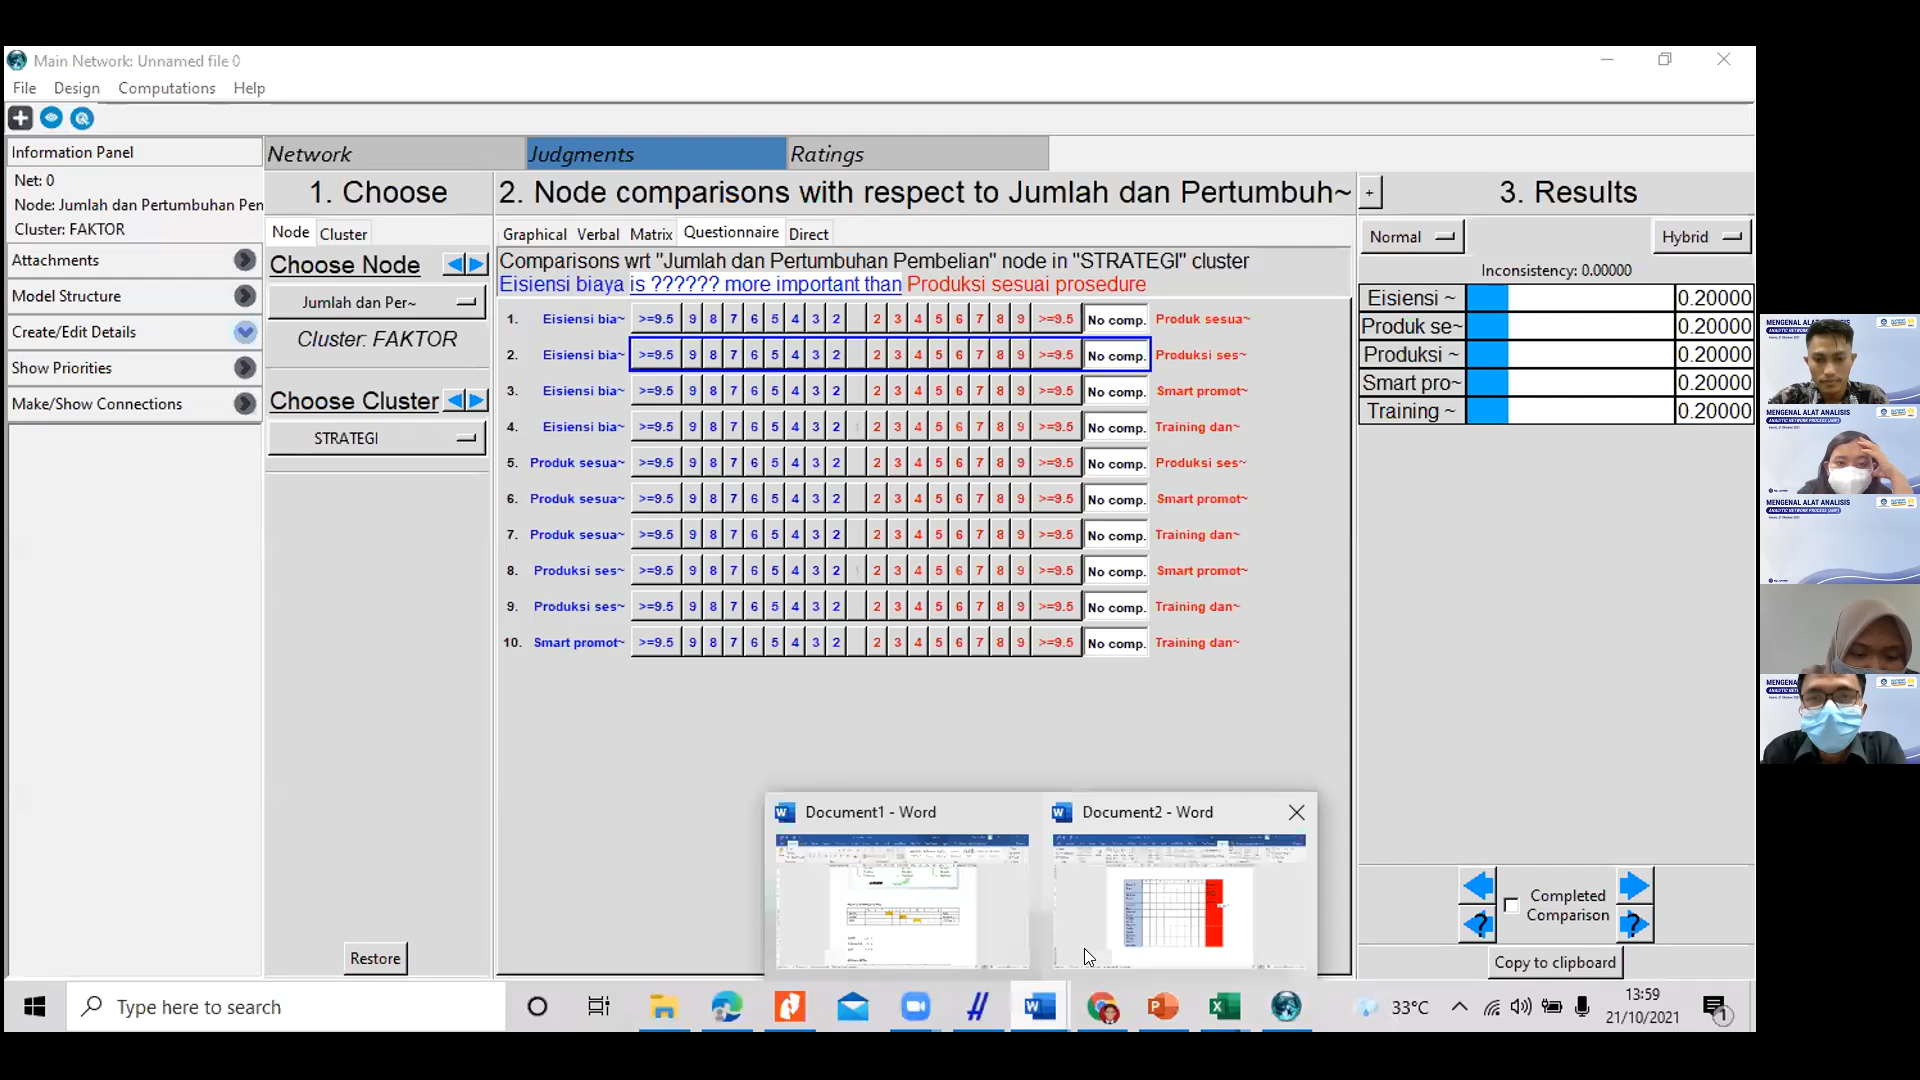 Main Network: Unnamed file 0
File Design Computations Help
Information Panel
Net: 0
Node: Jumlah dan Pertumbuhan Pen
Cluster: FAKTOR
Attachments
Model Structure
Create/Edit Details
Show Priorities
Make/Show Connections
Network Judgments Ratings
1. Choose
Node Cluster
Choose Node
Jumlah dan Per~
Cluster: FAKTOR
Choose Cluster
STRATEGI
Restore
2. Node comparisons with respect to Jumlah dan Pertumbuh~
+
Graphical Verbal Matrix Questionnaire Direct
Comparisons wrt "Jumlah dan Pertumbuhan Pembelian" node in "STRATEGI" cluster
Eisiensi biaya is ?????? more important than Produksi sesuai prosedure
1. Eisiensi bia~ >=9.5 9 8 7 6 5 4 3 2 2 3 4 5 6 7 8 9 >=9.5 No comp. Produk sesua~
2. Eisiensi bia~ >=9.5 9 8 7 6 5 4 3 2 2 3 4 5 6 7 8 9 >=9.5 No comp. Produksi ses~
3. Eisiensi bia~ >=9.5 9 8 7 6 5 4 3 2 2 3 4 5 6 7 8 9 >=9.5 No comp. Smart promot~
4. Eisiensi bia~ >=9.5 9 8 7 6 5 4 3 2 1 2 3 4 5 6 7 8 9 >=9.5 No comp. Training dan~
5. Produk sesua~ >=9.5 9 8 7 6 5 4 3 2 2 3 4 5 6 7 8 9 >=9.5 No comp. Produksi ses~
6. Produk sesua~ >=9.5 9 8 7 6 5 4 3 2 2 3 4 5 6 7 8 9 >=9.5 No comp. Smart promot~
7. Produk sesua~ >=9.5 9 8 7 6 5 4 3 2 2 3 4 5 6 7 8 9 >=9.5 No comp. Training dan~
8. Produksi ses~ >=9.5 9 8 7 6 5 4 3 2 1 2 3 4 5 6 7 8 9 >=9.5 No comp. Smart promot~
9. Produksi ses~ >=9.5 9 8 7 6 5 4 3 2 2 3 4 5 6 7 8 9 >=9.5 No comp. Training dan~
10. Smart promot~ >=9.5 9 8 7 6 5 4 3 2 2 3 4 5 6 7 8 9 >=9.5 No comp. Training dan~
3. Results
Normal Hybrid
Inconsistency: 0.00000
Eisiensi ~ 0.20000
Produk se~ 0.20000
Produksi ~ 0.20000
Smart pro~ 0.20000
Training ~ 0.20000
Completed
Comparison
Copy to clipboard
Document1 - Word
Document2 - Word
Type here to search
33°C
13:59
21/10/2021
1
MENGENAL ALAT ANALISIS
MENGENAL ALAT ANALISIS
ANALYTIC NETWORK PROCESS (ANP)
MENGENAL ALAT ANALISIS
ANALYTIC NETWORK PROCESS (ANP)
MENGENAL ALAT ANALISIS